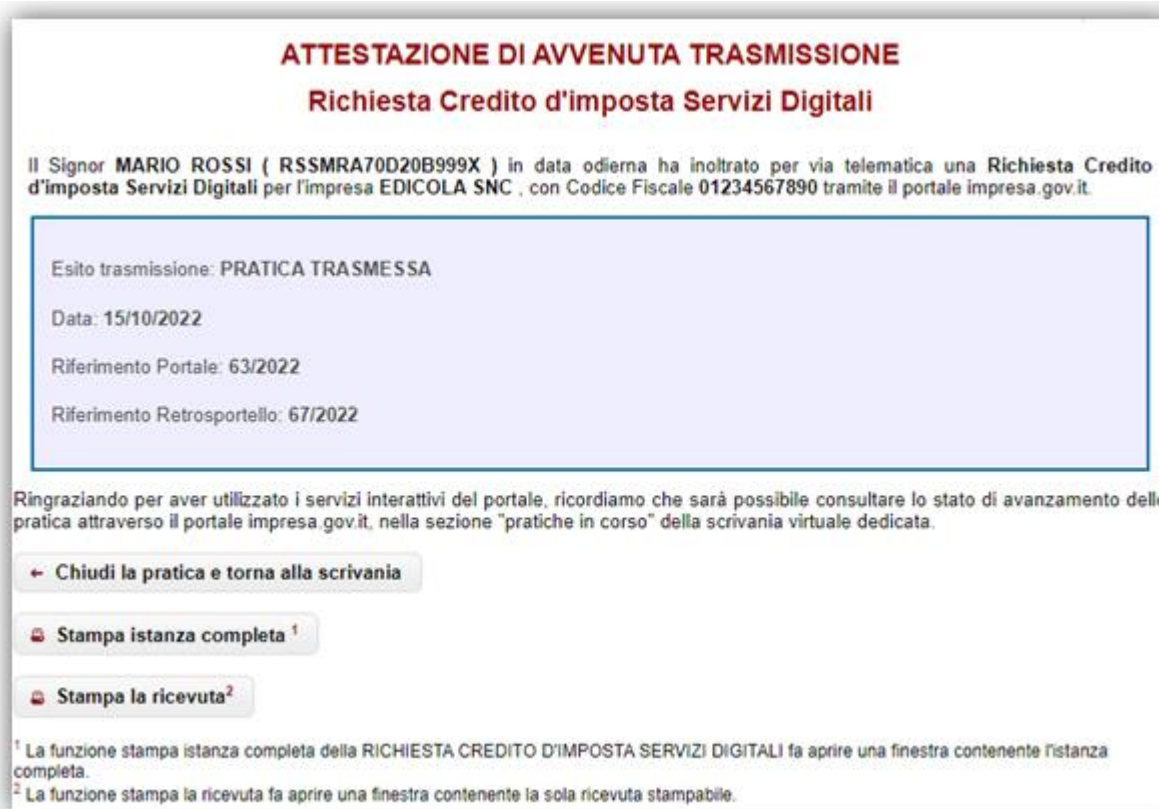 ATTESTAZIONE DI AVVENUTA TRASMISSIONE
Richiesta Credito d'imposta Servizi Digitali
Il Signor MARIO ROSSI ( RSSMRA70D20B999X ) in data odierna ha inoltrato per via telematica una Richiesta Credito
d'imposta Servizi Digitali per l'impresa EDICOLA SNC , con Codice Fiscale 01234567890 tramite il portale impresa.gov.it.
Esito trasmissione: PRATICA TRASMESSA
Data: 15/10/2022
Riferimento Portale: 63/2022
Riferimento Retrosportello: 67/2022
Ringraziando per aver utilizzato i servizi interattivi del portale, ricordiamo che sarà possibile consultare lo stato di avanzamento delle
pratica attraverso il portale impresa.gov.it, nella sezione "pratiche in corso" della scrivania virtuale dedicata.
← Chiudi la pratica e torna alla scrivania
Stampa istanza completa ¹
Stampa la ricevuta²
¹ La funzione stampa istanza completa della RICHIESTA CREDITO D'IMPOSTA SERVIZI DIGITALI fa aprire una finestra contenente l'istanza
completa.
² La funzione stampa la ricevuta fa aprire una finestra contenente la sola ricevuta stampabile.